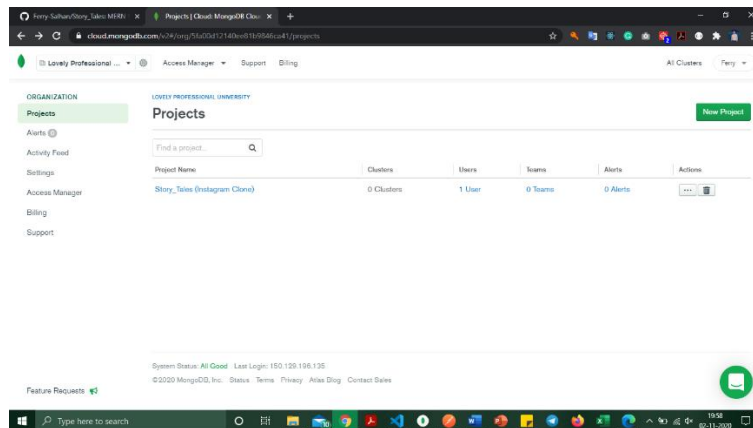 Ferry-Salhan/Story_Tales: MERN
Projects | Cloud: MongoDB Clou
cloud.mongodb.com/v2#/org/5fa00d12140ee81b9846ca41/projects
Lovely Professional ...
Access Manager
Support
Billing
All Clusters
Ferry
ORGANIZATION
Projects
Alerts 0
Activity Feed
Settings
Access Manager
Billing
Support
LOVELY PROFESSIONAL UNIVERSITY
Projects
New Project
Find a project...
Project Name Clusters Users Teams Alerts Actions
Story_Tales (Instagram Clone) 0 Clusters 1 User 0 Teams 0 Alerts
System Status: All Good Last Login: 150.129.196.135
©2020 MongoDB, Inc. Status Terms Privacy Atlas Blog Contact Sales
Feature Requests
Type here to search
19:58
02-11-2020